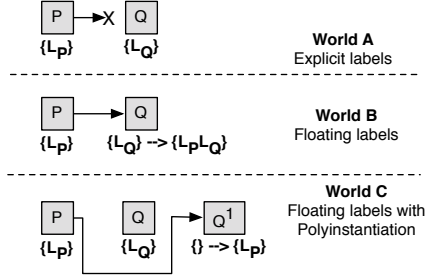 P X Q
{LP} {LQ}
World A
Explicit labels
P Q
{LP} {LQ} --> {LPLQ}
World B
Floating labels
World C
Floating labels with
Polyinstantiation
P Q Q1
{LP} {LQ} {} --> {LP}